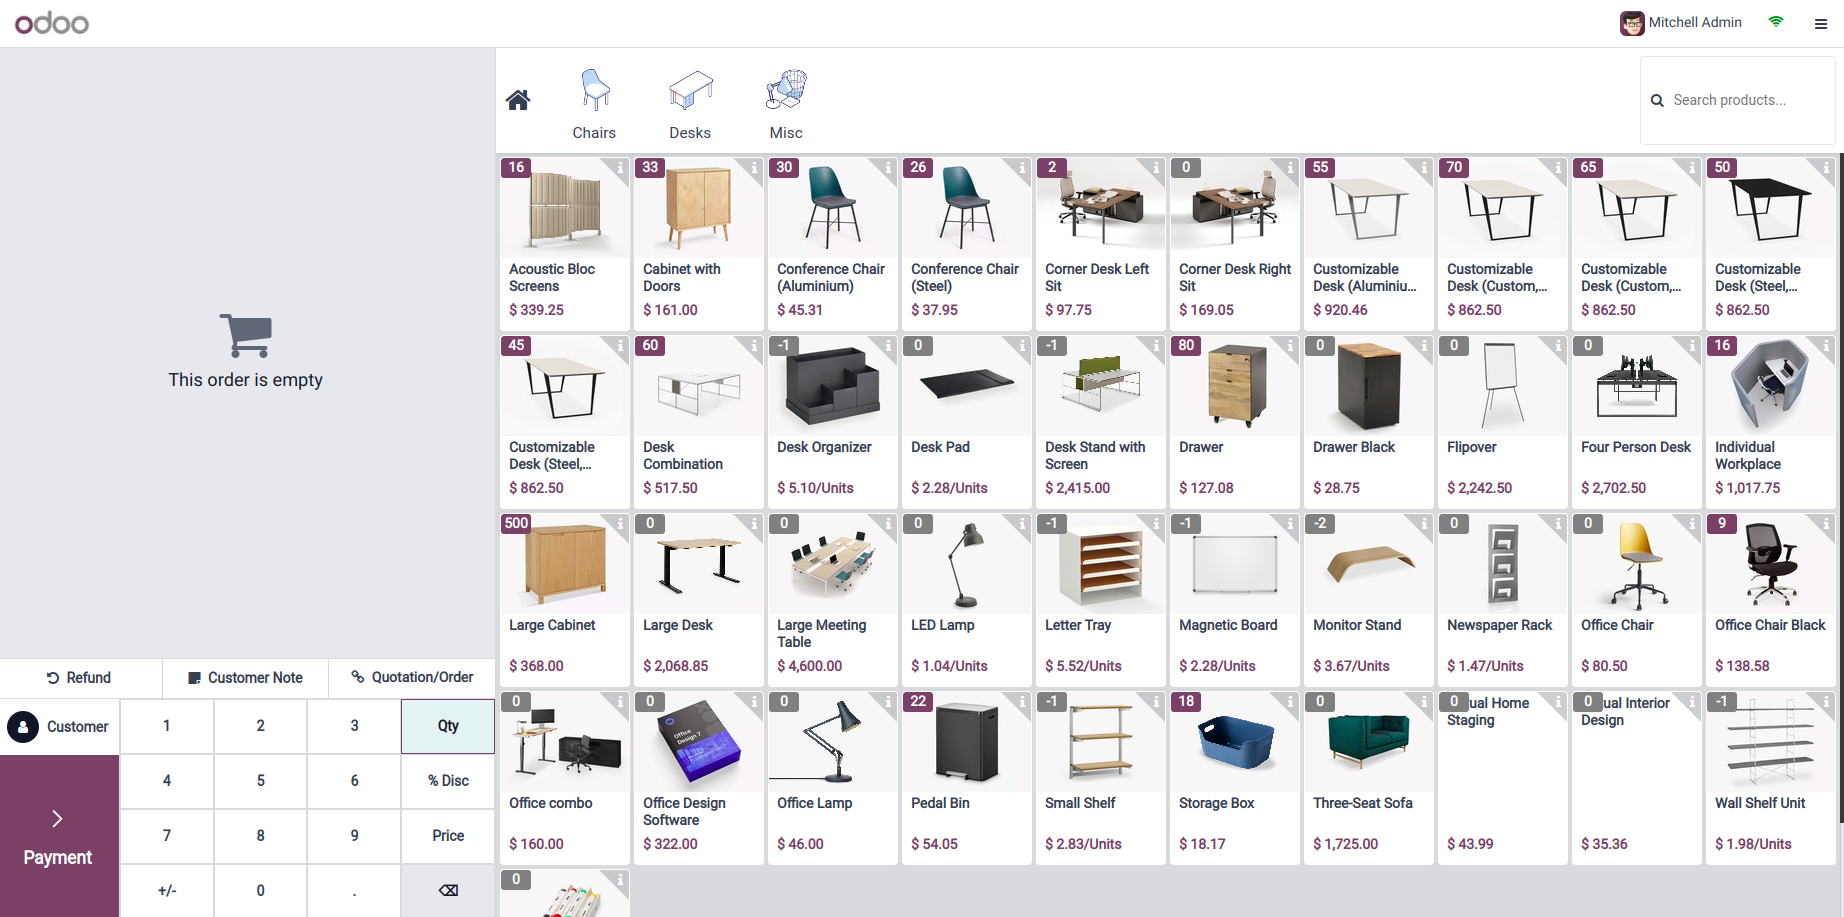 odoo
Mitchell Admin
Chairs
Desks
Misc
Search products...
This order is empty
16
Acoustic Bloc
Screens
$ 339.25
33
Cabinet with
Doors
$ 161.00
30
Conference Chair
(Aluminium)
$ 45.31
26
Conference Chair
(Steel)
$ 37.95
2
Corner Desk Left
Sit
$ 97.75
0
Corner Desk Right
Sit
$ 169.05
55
Customizable
Desk (Aluminiu...
$ 920.46
70
Customizable
Desk (Custom,...
$ 862.50
65
Customizable
Desk (Custom,...
$ 862.50
50
Customizable
Desk (Steel,...
$ 862.50
45
Customizable
Desk (Steel,...
$ 862.50
60
Desk
Combination
$ 517.50
-1
Desk Organizer
$ 5.10/Units
0
Desk Pad
$ 2.28/Units
-1
Desk Stand with
Screen
$ 2,415.00
80
Drawer
$ 127.08
0
Drawer Black
$ 28.75
0
Flipover
$ 2,242.50
0
Four Person Desk
$ 2,702.50
16
Individual
Workplace
$ 1,017.75
500
Large Cabinet
$ 368.00
0
Large Desk
$ 2,068.85
0
Large Meeting
Table
$ 4,600.00
0
LED Lamp
$ 1.04/Units
-1
Letter Tray
$ 5.52/Units
-1
Magnetic Board
$ 2.28/Units
-2
Monitor Stand
$ 3.67/Units
0
Newspaper Rack
$ 1.47/Units
0
Office Chair
$ 80.50
9
Office Chair Black
$ 138.58
0
Office combo
$ 160.00
0
Office
Design 7
Office Design
Software
$ 322.00
0
Office Lamp
$ 46.00
22
Pedal Bin
$ 54.05
-1
Small Shelf
$ 2.83/Units
18
Storage Box
$ 18.17
0
Three-Seat Sofa
$ 1,725.00
0
ual Home
Staging
$ 43.99
0
ual Interior
Design
$ 35.36
-1
Wall Shelf Unit
$ 1.98/Units
0
Refund
Customer Note
Quotation/Order
Customer
1
2
3
Qty
4
5
6
% Disc
7
8
9
Price
+/-
0
.
Payment